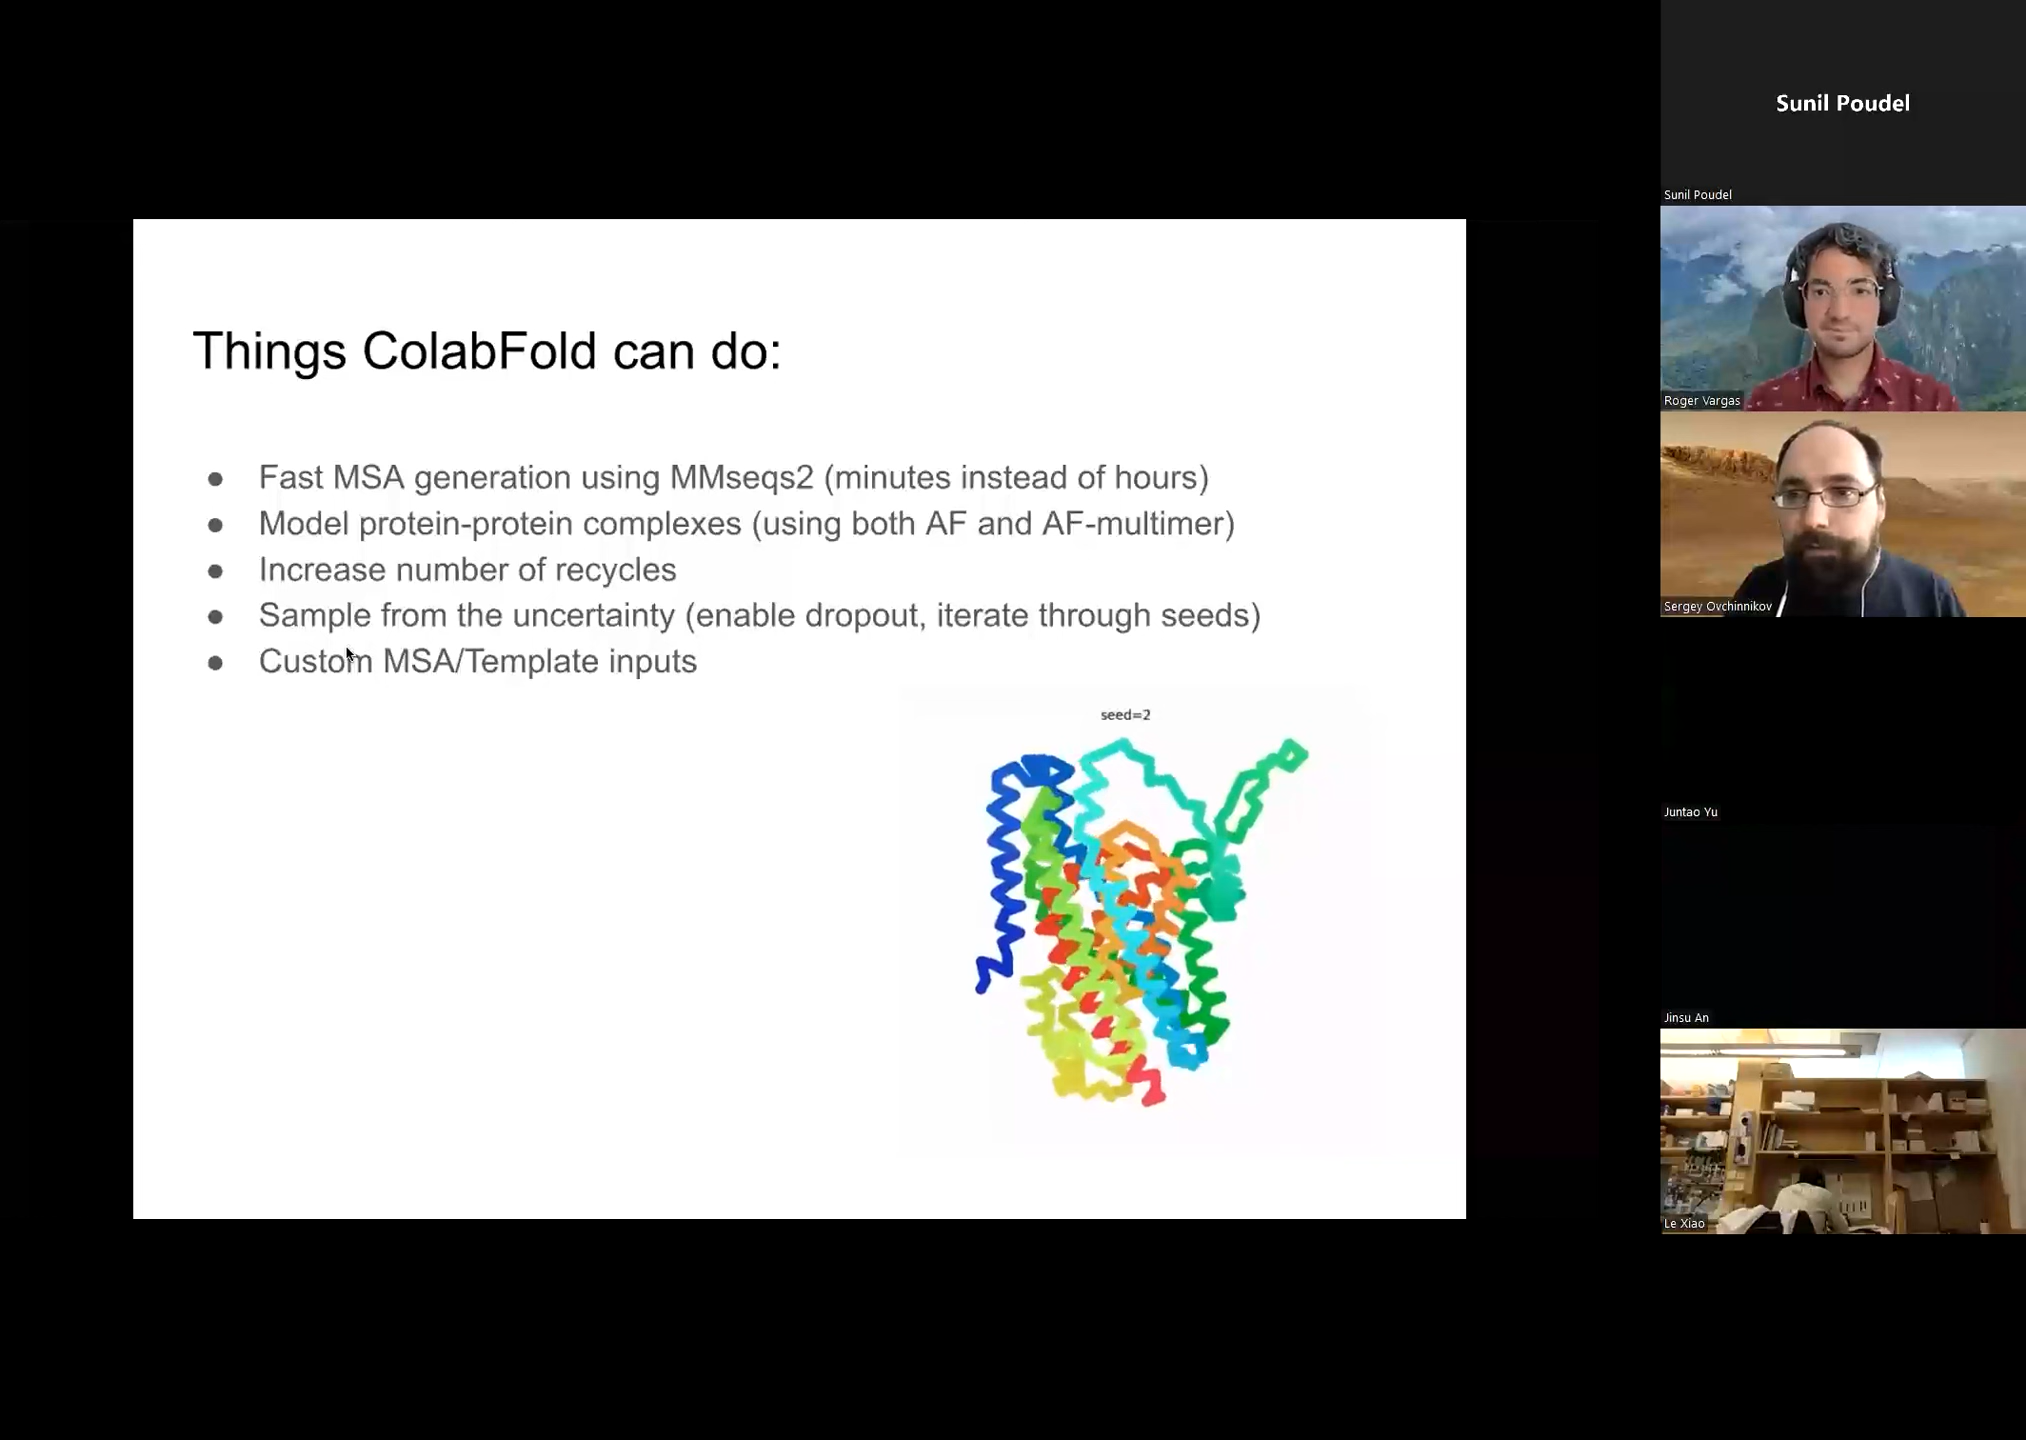 Things ColabFold can do:
● Fast MSA generation using MMseqs2 (minutes instead of hours)
● Model protein-protein complexes (using both AF and AF-multimer)
● Increase number of recycles
● Sample from the uncertainty (enable dropout, iterate through seeds)
● Custom MSA/Template inputs
seed=2
Sunil Poudel
Sunil Poudel
Roger Vargas
Sergey Ovchinnikov
Juntao Yu
Jinsu An
Le Xiao